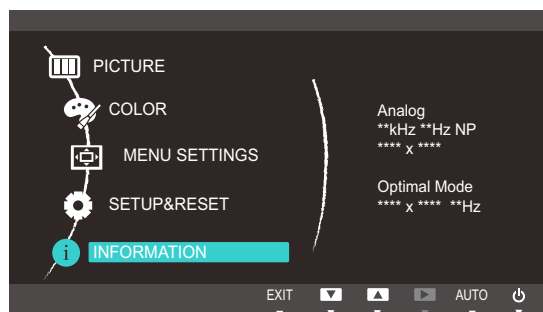 PICTURE
COLOR
MENU SETTINGS
SETUP&RESET
i INFORMATION
Analog
**kHz **Hz NP
**** x ****
Optimal Mode
**** x **** **Hz
EXIT AUTO